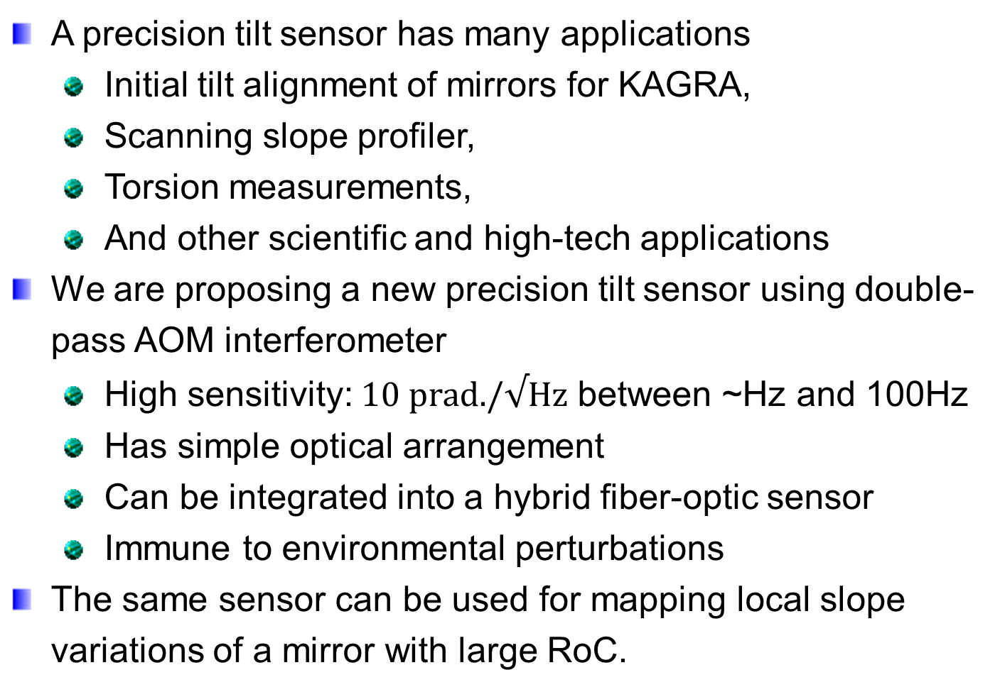 A precision tilt sensor has many applications
Initial tilt alignment of mirrors for KAGRA,
Scanning slope profiler,
Torsion measurements,
And other scientific and high-tech applications
We are proposing a new precision tilt sensor using double-
pass AOM interferometer
High sensitivity: 10 prad./√Hz between ~Hz and 100Hz
Has simple optical arrangement
Can be integrated into a hybrid fiber-optic sensor
Immune to environmental perturbations
The same sensor can be used for mapping local slope
variations of a mirror with large RoC.